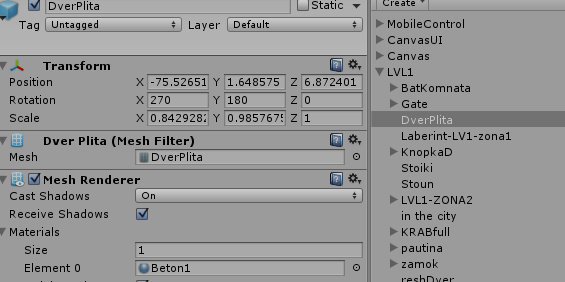 DverPlita
Static
Tag Untagged Layer Default
Transform
Position X -75.52651 Y 1.648575 Z 6.872401
Rotation X 270 Y 180 Z 0
Scale X 0.8429282 Y 0.9857675 Z 1
Dver Plita (Mesh Filter)
Mesh DverPlita
Mesh Renderer
Cast Shadows On
Receive Shadows
Materials
Size 1
Element 0 Beton1
Create
MobileControl
CanvasUI
Canvas
LVL1
BatKomnata
Gate
DverPlita
Laberint-LV1-zona1
KnopkaD
Stoiki
Stoun
LVL1-ZONA2
in the city
KRABfull
pautina
zamok
reshDver